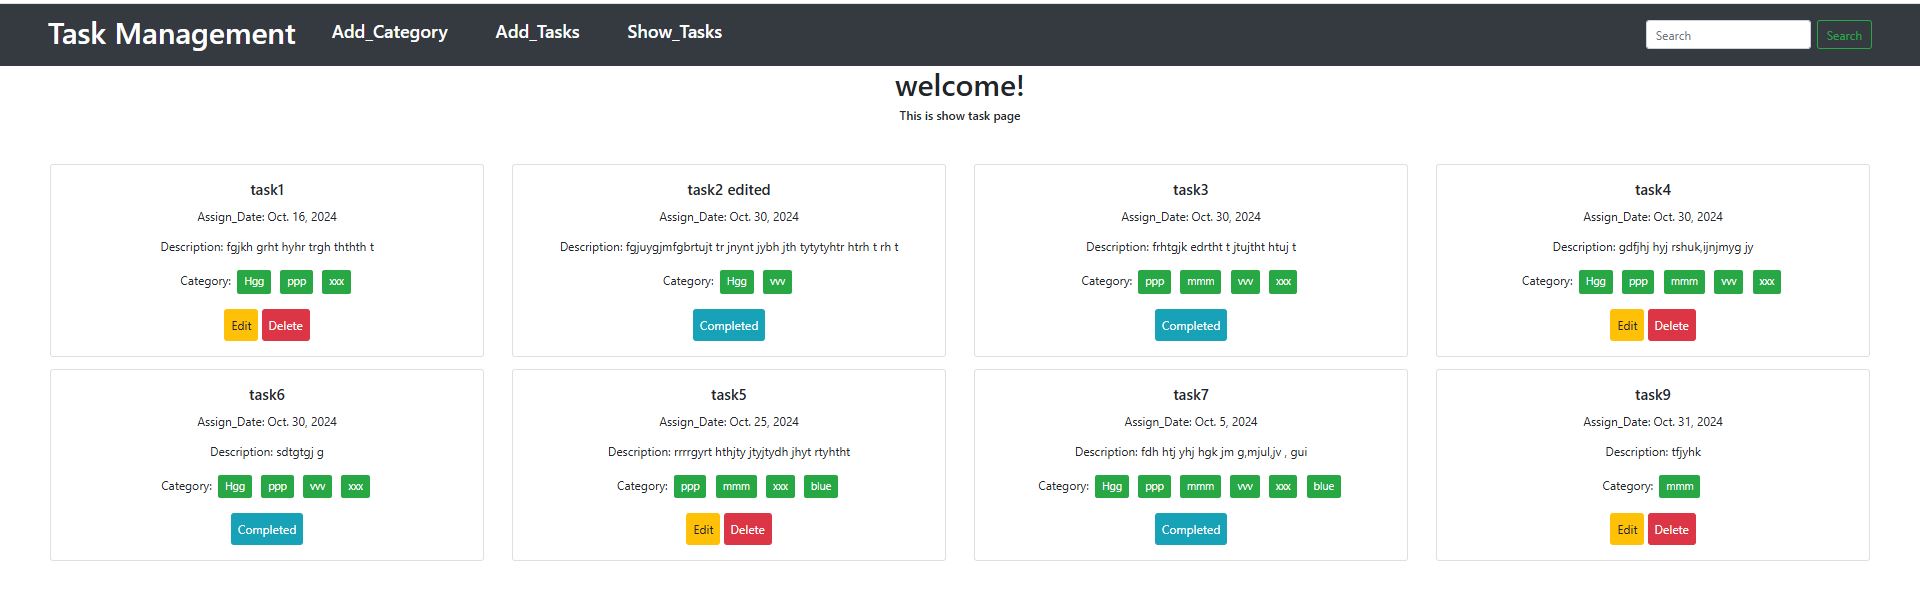 Task Management Add_Category Add_Tasks Show_Tasks Search Search
welcome!
This is show task page
task1
Assign_Date: Oct. 16, 2024
Description: fgjkh grht hyhr trgh ththth t
Category: Hgg ppp xxx
Edit Delete
task2 edited
Assign_Date: Oct. 30, 2024
Description: fgjuygjmfgbrtujt tr jnynt jybh jth tytytyhtr htrh t rh t
Category: Hgg vvv
Completed
task3
Assign_Date: Oct. 30, 2024
Description: frhtgjk edrtht t jtujtht htuj t
Category: ppp mmm vvv xxx
Completed
task4
Assign_Date: Oct. 30, 2024
Description: gdfjhj hyj rshuk,ijnjmyg jy
Category: Hgg ppp mmm vvv xxx
Edit Delete
task6
Assign_Date: Oct. 30, 2024
Description: sdtgtgj g
Category: Hgg ppp vvv xxx
Completed
task5
Assign_Date: Oct. 25, 2024
Description: rrrrgyrt hthjty jtyjtydh jhyt rtyhtht
Category: ppp mmm xxx blue
Edit Delete
task7
Assign_Date: Oct. 5, 2024
Description: fdh htj yhj hgk jm g,mjul,jv , gui
Category: Hgg ppp mmm vvv xxx blue
Completed
task9
Assign_Date: Oct. 31, 2024
Description: tfjyhk
Category: mmm
Edit Delete